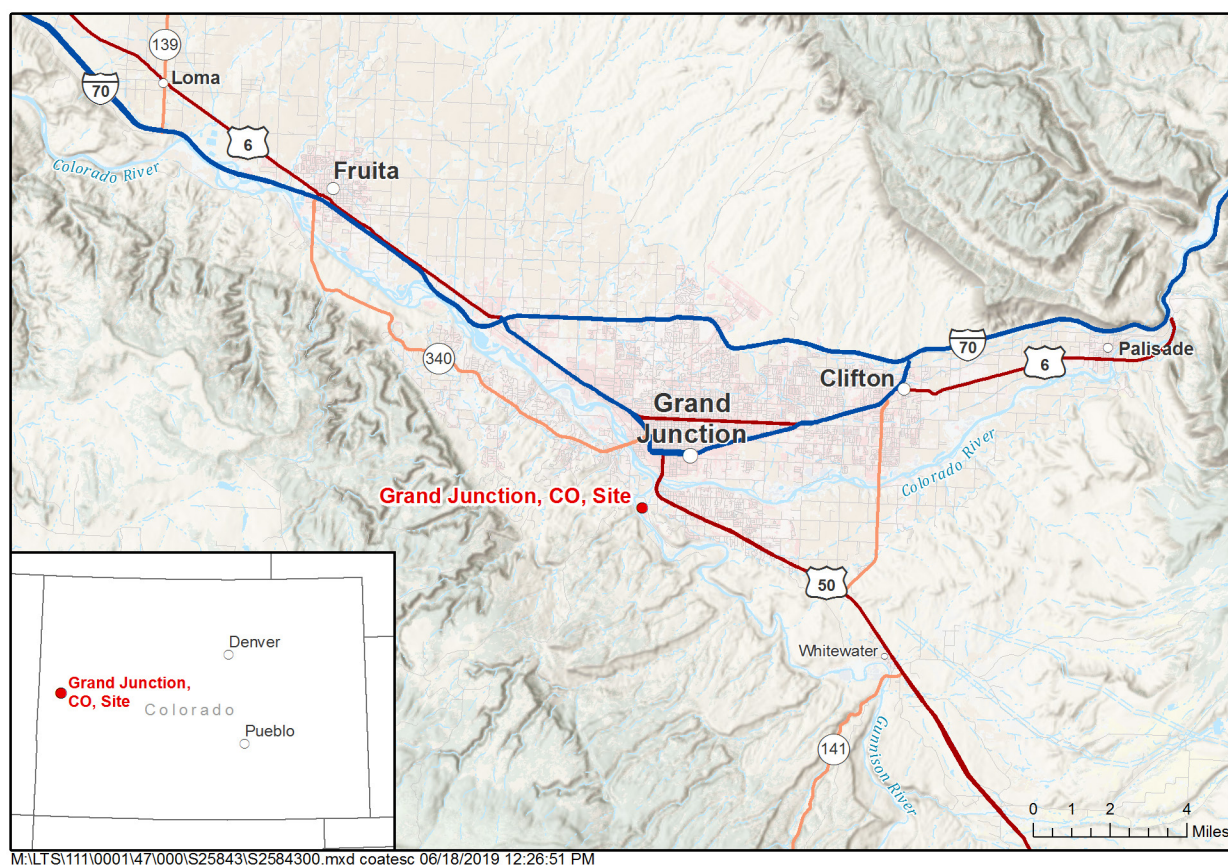 139
Loma
70
6
Colorado River
Fruita
340
70
6
Palisade
Clifton
Grand
Junction
Colorado River
Grand Junction, CO, Site
50
Whitewater
141
Gunnison River
0 1 2 4
Miles
Denver
Grand Junction,
CO, Site
Colorado
Pueblo
M:\LTS\111\0001\47\000\S25843\S2584300.mxd coatesc 06/18/2019 12:26:51 PM